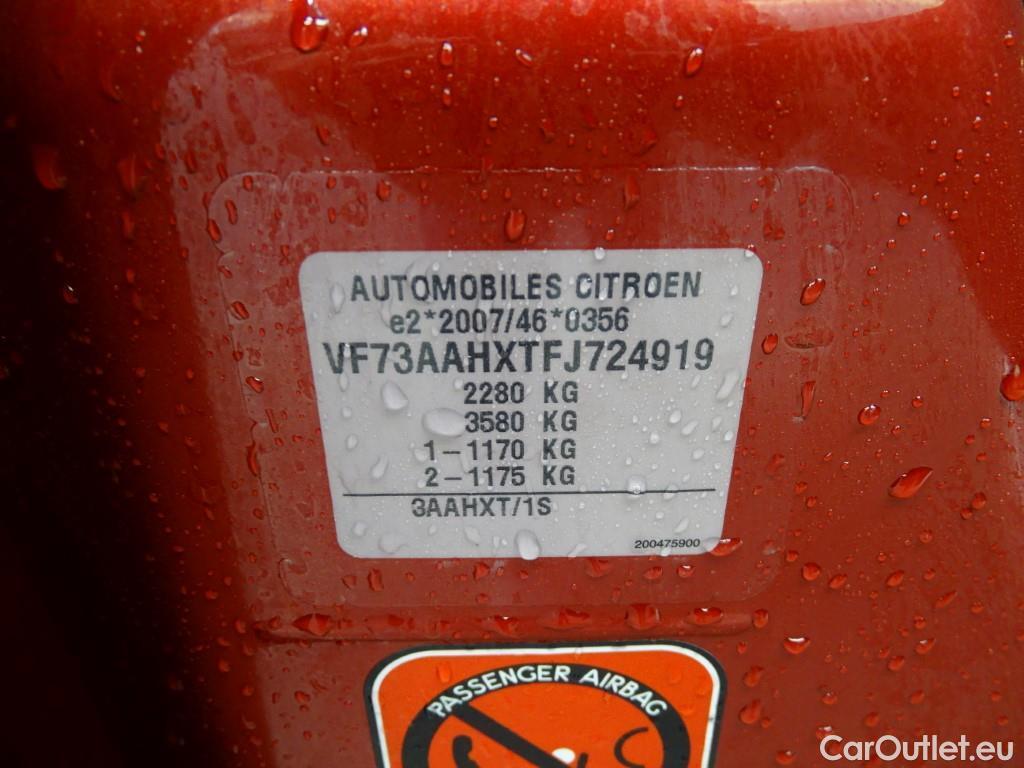 AUTOMOBILES CITROEN
e2*2007/46*0356
VF73AAHXTFJ724919
2280 KG
3580 KG
1-1170 KG
2-1175 KG
3AAHXT/1S
200475900
PASSENGER AIRBAG
CarOutlet.eu